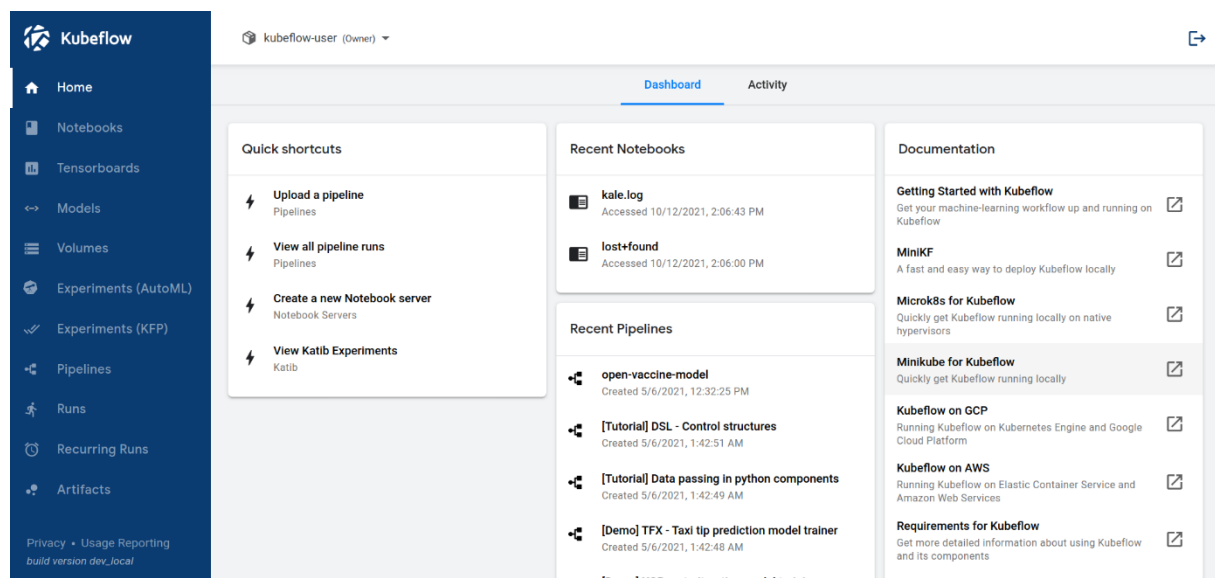 Kubeflow
Home
Notebooks
Tensorboards
Models
Volumes
Experiments (AutoML)
Experiments (KFP)
Pipelines
Runs
Recurring Runs
Artifacts
Privacy • Usage Reporting
build version dev_local
kubeflow-user (Owner)
Dashboard
Activity
Quick shortcuts
Upload a pipeline
Pipelines
View all pipeline runs
Pipelines
Create a new Notebook server
Notebook Servers
View Katib Experiments
Katib
Recent Notebooks
kale.log
Accessed 10/12/2021, 2:06:43 PM
lost+found
Accessed 10/12/2021, 2:06:00 PM
Recent Pipelines
open-vaccine-model
Created 5/6/2021, 12:32:25 PM
[Tutorial] DSL - Control structures
Created 5/6/2021, 1:42:51 AM
[Tutorial] Data passing in python components
Created 5/6/2021, 1:42:49 AM
[Demo] TFX - Taxi tip prediction model trainer
Created 5/6/2021, 1:42:48 AM
Documentation
Getting Started with Kubeflow
Get your machine-learning workflow up and running on
Kubeflow
MiniKF
A fast and easy way to deploy Kubeflow locally
Microk8s for Kubeflow
Quickly get Kubeflow running locally on native
hypervisors
Minikube for Kubeflow
Quickly get Kubeflow running locally
Kubeflow on GCP
Running Kubeflow on Kubernetes Engine and Google
Cloud Platform
Kubeflow on AWS
Running Kubeflow on Elastic Container Service and
Amazon Web Services
Requirements for Kubeflow
Get more detailed information about using Kubeflow
and its components